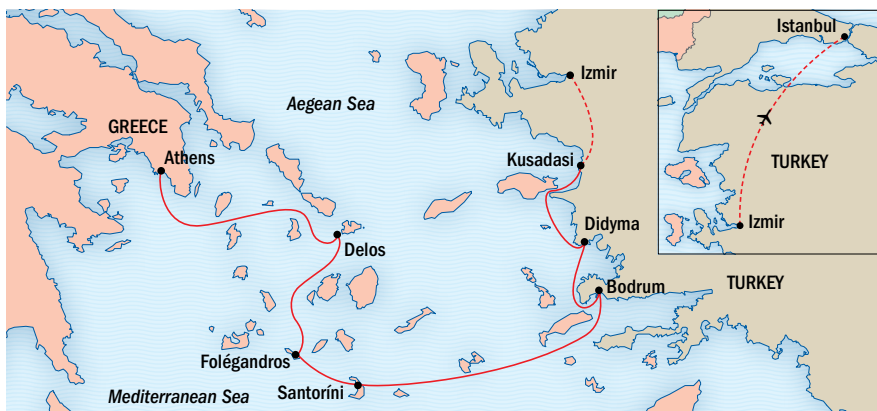 Istanbul
Izmir
Aegean Sea
GREECE
Athens
Kusadasi
TURKEY
Izmir
Didyma
Delos
Bodrum
TURKEY
Folégandros
Santoríni
Mediterranean Sea